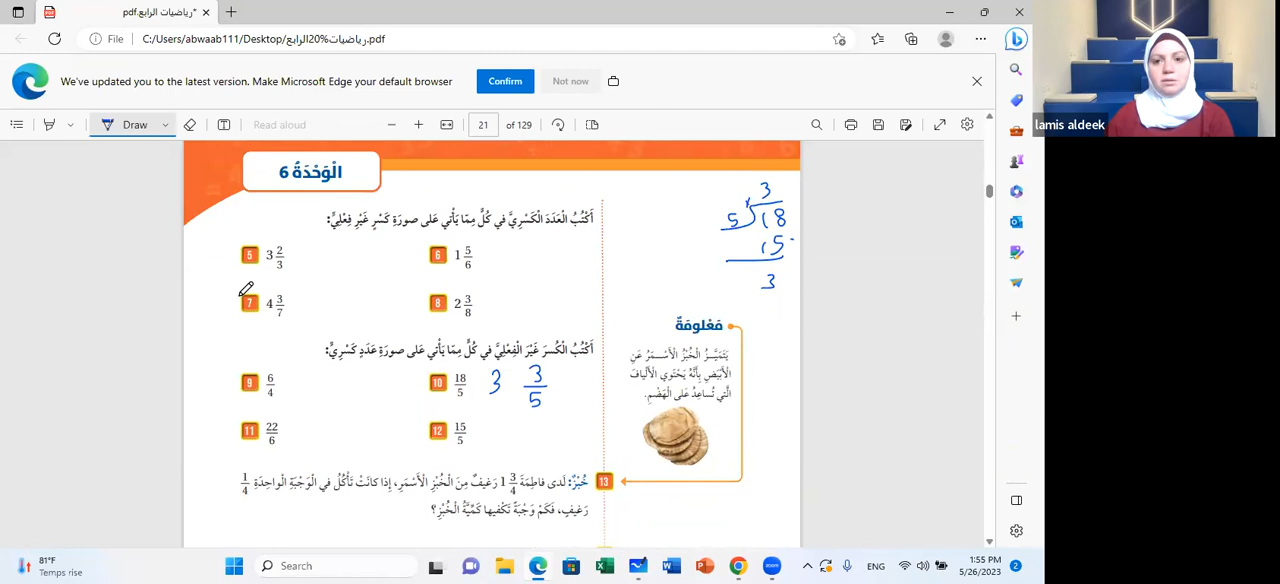 رياضيات الرابع.pdf*
File C:/Users/abwaab111/Desktop/رياضيات%20الرابع.pdf
We've updated you to the latest version. Make Microsoft Edge your default browser Confirm Not now
Draw Read aloud 21 of 129
lamis aldeek
الْوَحْدَةُ 6
أَكْتُبُ الْعَدَدَ الْكَسْرِيَّ في كُلٍّ مِمّا يَأْتي عَلى صورَةِ كَسْرٍ غَيْرِ فِعْلِيٍّ:
5 3 2/3 6 1 5/6
7 4 3/7 8 2 3/8
أَكْتُبُ الْكَسْرَ غَيْرَ الْفِعْلِيَّ في كُلٍّ مِمّا يَأْتي عَلى صورَةِ عَدَدٍ كَسْرِيٍّ:
9 6/4 10 18/5 3 3/5
11 22/6 12 15/5
13 خُبْزٌ: لَدى فاطِمَةَ 1 3/4 رَغيفٌ مِنَ الْخُبْزِ الْأَسْمَرِ، إِذا كانَتْ تَأْكُلُ في الْوَجْبَةِ الْواحِدَةِ 1/4
رَغيفٍ، فَكَمْ وَجْبَةً تَكْفيها كَمِّيَّةُ الْخُبْزِ؟
3
5 18
15
3
مَعْلومَةٌ
يَتَمَيَّزُ الْخُبْزُ الْأَسْمَرُ عَنِ
الْأَبْيَضِ بِأَنَّهُ يَحْتَوي الْأَلْيافَ
الَّتي تُساعِدُ عَلى الْهَضْمِ.
81°F
Temps rise
Search
zoom
ENG
1:55 PM
5/26/2023
2